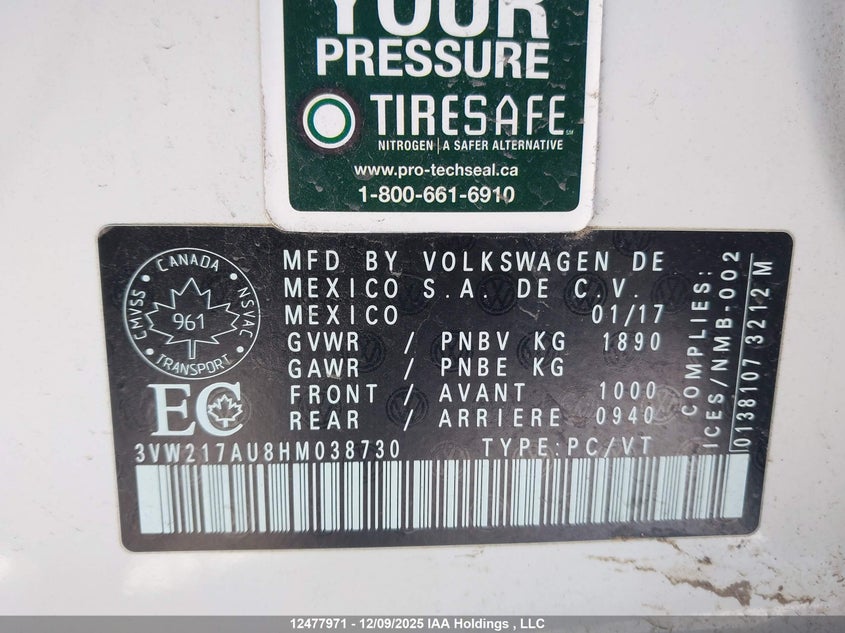 YOUR
PRESSURE
TIRESAFE
NITROGEN | A SAFER ALTERNATIVE
www.pro-techseal.ca
1-800-661-6910
CANADA
CMVSS
NSVAC
961
TRANSPORT
EC
MFD BY VOLKSWAGEN DE
MEXICO S.A. DE C.V.
MEXICO 01/17
GVWR / PNBV KG 1890
GAWR / PNBE KG
FRONT / AVANT 1000
REAR / ARRIERE 0940
3VW217AU8HM038730 TYPE:PC/VT
COMPLIES:
ICES/NMB-002
0138107 3212 M
12477971 - 12/09/2025 IAA Holdings , LLC